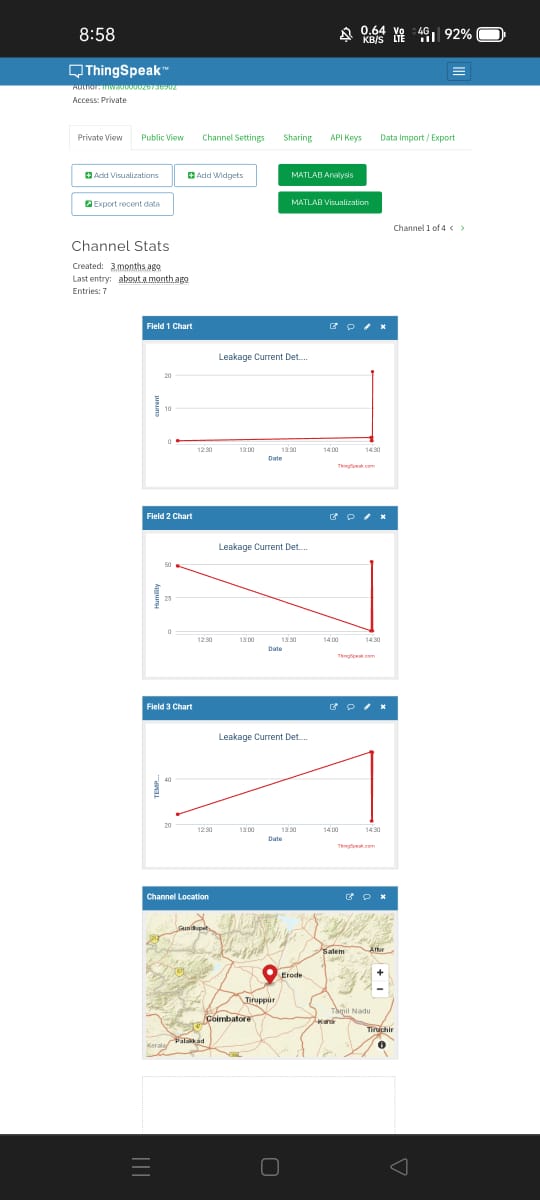 8:58
0.64 KB/S Vo LTE 4G 92%
ThingSpeak™
Access: Private
Private View Public View Channel Settings Sharing API Keys Data Import / Export
Add Visualizations Add Widgets MATLAB Analysis
Export recent data MATLAB Visualization
Channel 1 of 4 < >
Channel Stats
Created: 3 months ago
Last entry: about a month ago
Entries: 7
Field 1 Chart
Leakage Current Det....
20
10
0
current
12:30 13:00 13:30 14:00 14:30
Date
ThingSpeak.com
Field 2 Chart
Leakage Current Det....
50
25
0
Humility
12:30 13:00 13:30 14:00 14:30
Date
ThingSpeak.com
Field 3 Chart
Leakage Current Det....
40
20
TEMP...
12:30 13:00 13:30 14:00 14:30
Date
ThingSpeak.com
Channel Location
Gundlupet
Salem Attur
Erode
Tiruppur
Tamil Nadu
Coimbatore
Karur
Tiruchir
Palakkad
Kerala
+
−